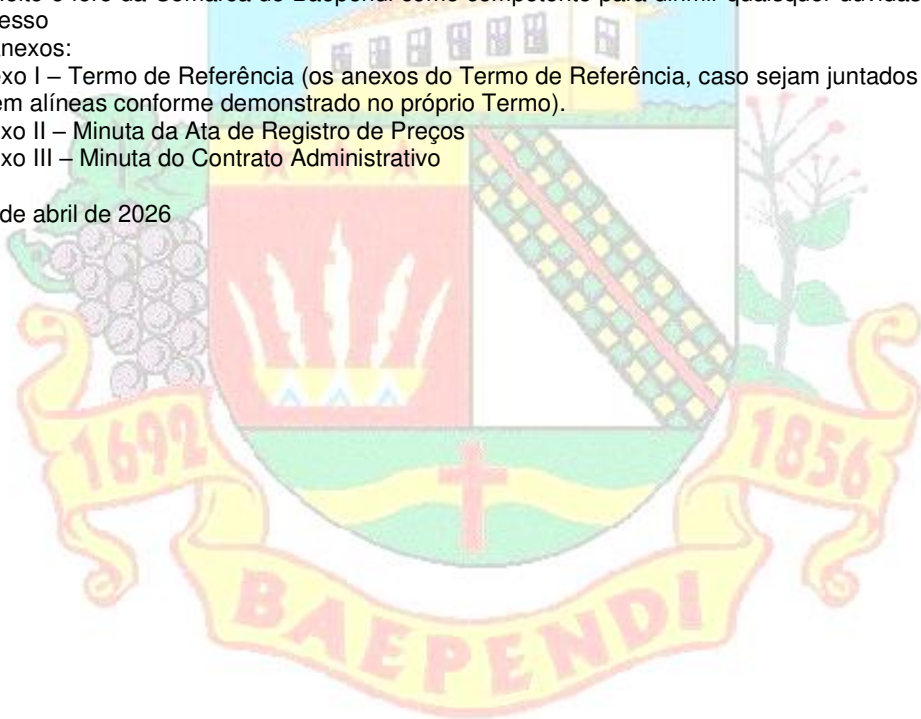 foro da Comarca de Baependi como competente para dirimir quaisquer dúvidas
esso
nexos:
xo I – Termo de Referência (os anexos do Termo de Referência, caso sejam juntados
em alíneas conforme demonstrado no próprio Termo).
xo II – Minuta da Ata de Registro de Preços
xo III – Minuta do Contrato Administrativo
de abril de 2026
1692
1856
BAEPENDI